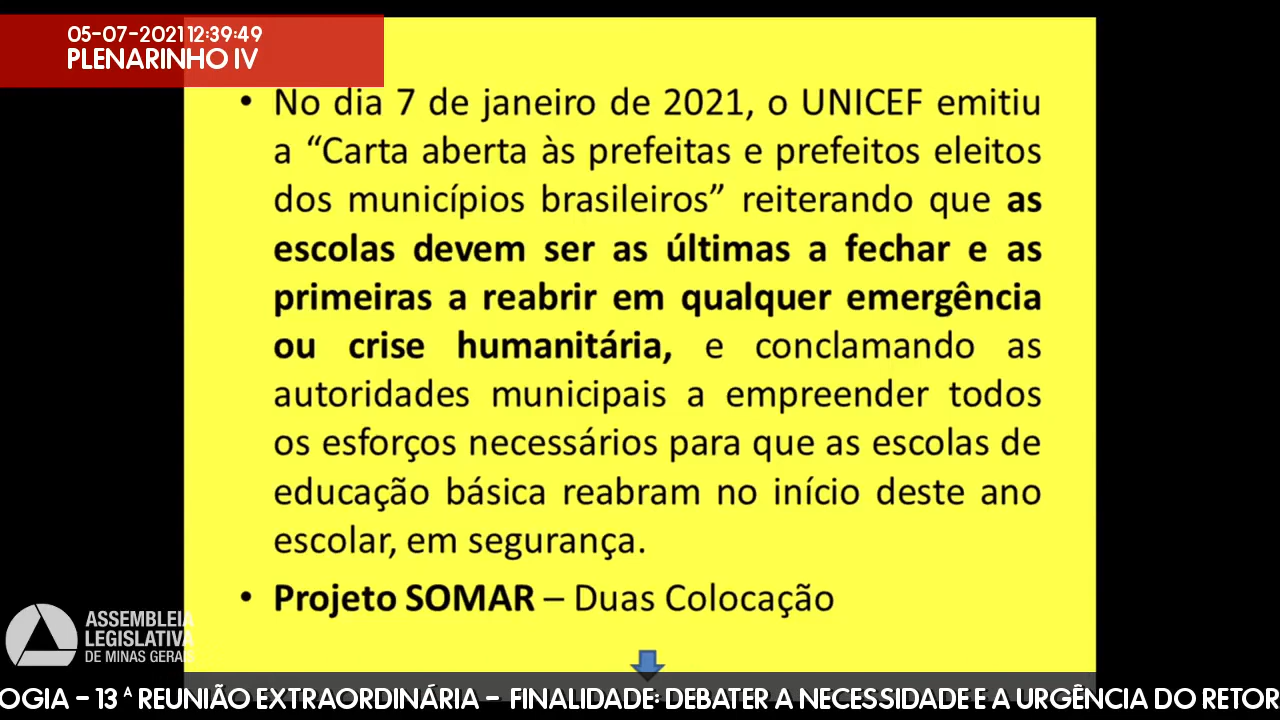 05-07-2021 12:39:49
PLENARINHO IV
• No dia 7 de janeiro de 2021, o UNICEF emitiu
a “Carta aberta às prefeitas e prefeitos eleitos
dos municípios brasileiros” reiterando que as
escolas devem ser as últimas a fechar e as
primeiras a reabrir em qualquer emergência
ou crise humanitária, e conclamando as
autoridades municipais a empreender todos
os esforços necessários para que as escolas de
educação básica reabram no início deste ano
escolar, em segurança.
• Projeto SOMAR – Duas Colocação
ASSEMBLEIA
LEGISLATIVA
DE MINAS GERAIS
OGIA – 13ª REUNIÃO EXTRAORDINÁRIA – FINALIDADE: DEBATER A NECESSIDADE E A URGÊNCIA DO RETOR